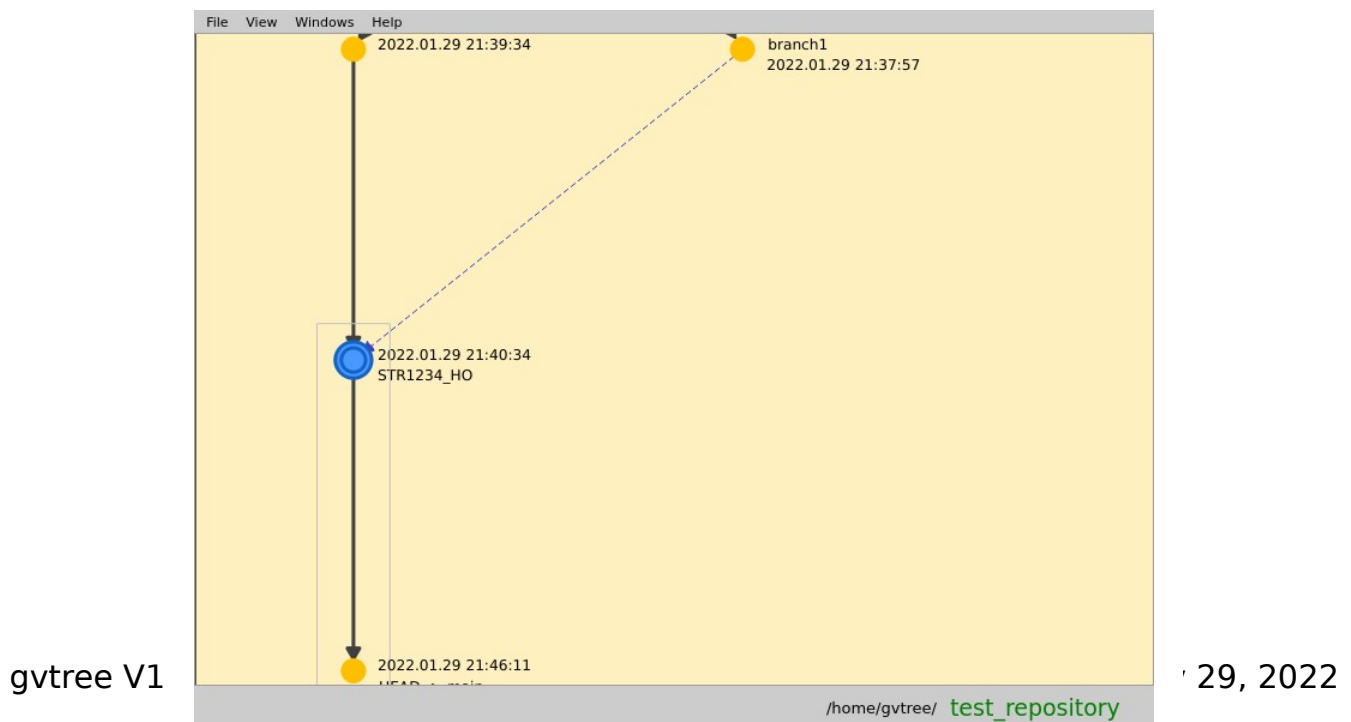 File View Windows Help
2022.01.29 21:39:34
branch1
2022.01.29 21:37:57
2022.01.29 21:40:34
STR1234_HO
2022.01.29 21:46:11
gvtree V1
29, 2022
/home/gvtree/ test_repository